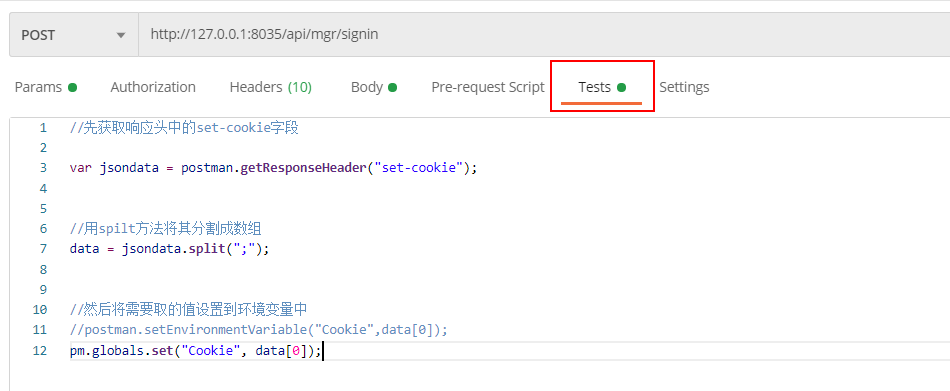 POST http://127.0.0.1:8035/api/mgr/signin
Params Authorization Headers (10) Body Pre-request Script Tests Settings
1 //先获取响应头中的set-cookie字段
2
3 var jsondata = postman.getResponseHeader("set-cookie");
4
5
6 //用spilt方法将其分割成数组
7 data = jsondata.split(";");
8
9
10 //然后将需要取的值设置到环境变量中
11 //postman.setEnvironmentVariable("Cookie",data[0]);
12 pm.globals.set("Cookie", data[0]);